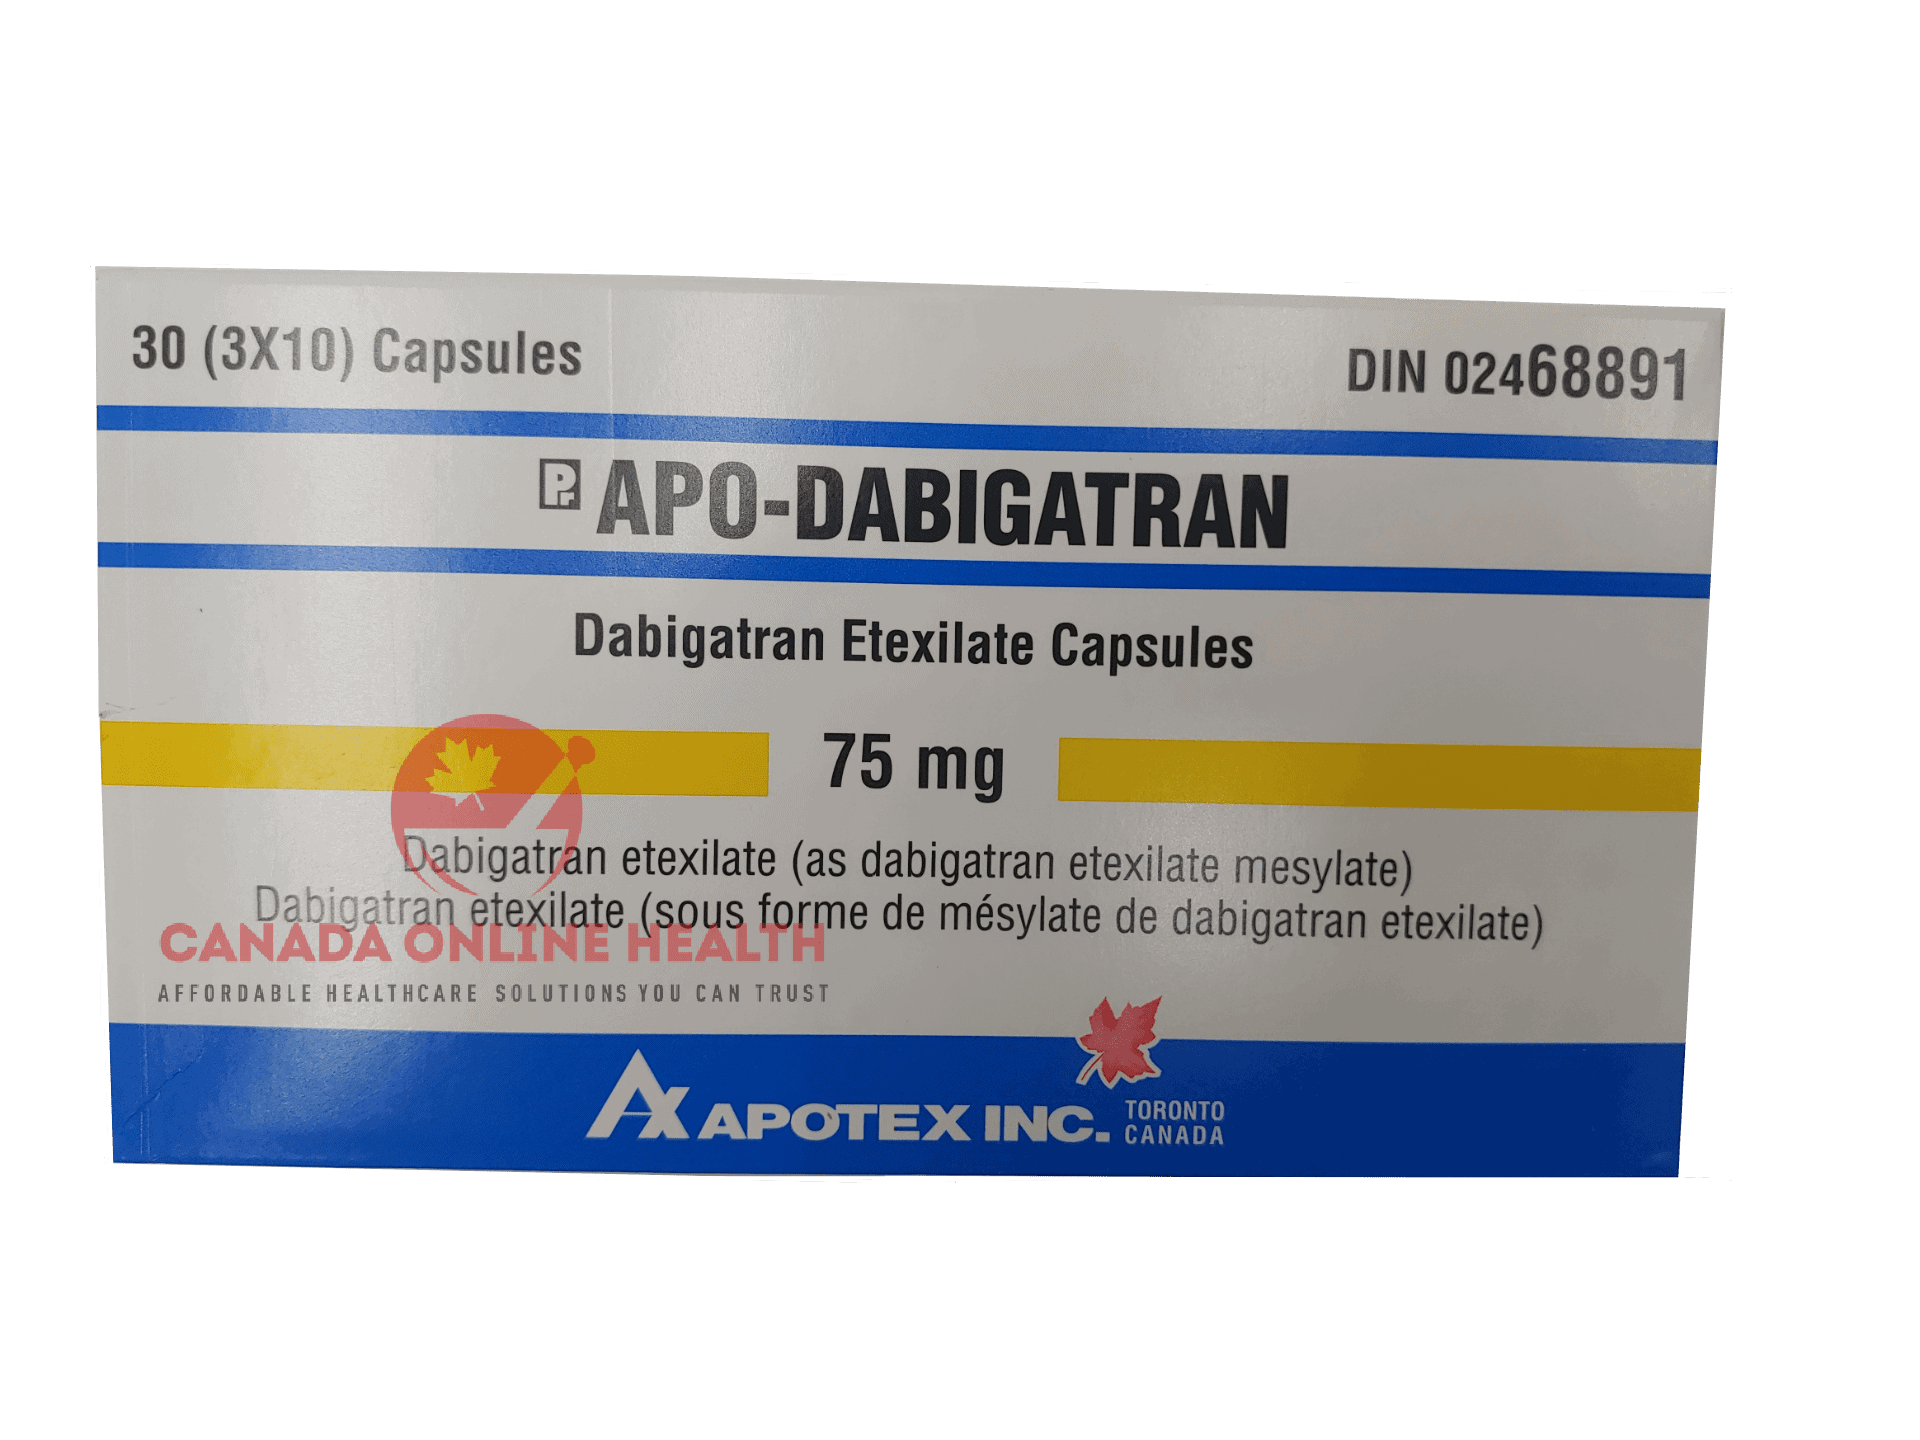 30 (3X10) Capsules
DIN 02468891
Pr APO-DABIGATRAN
Dabigatran Etexilate Capsules
75 mg
Dabigatran etexilate (as dabigatran etexilate mesylate)
Dabigatran etexilate (sous forme de mésylate de dabigatran etexilate)
CANADA ONLINE HEALTH
AFFORDABLE HEALTHCARE SOLUTIONS YOU CAN TRUST
APOTEX INC.
TORONTO
CANADA